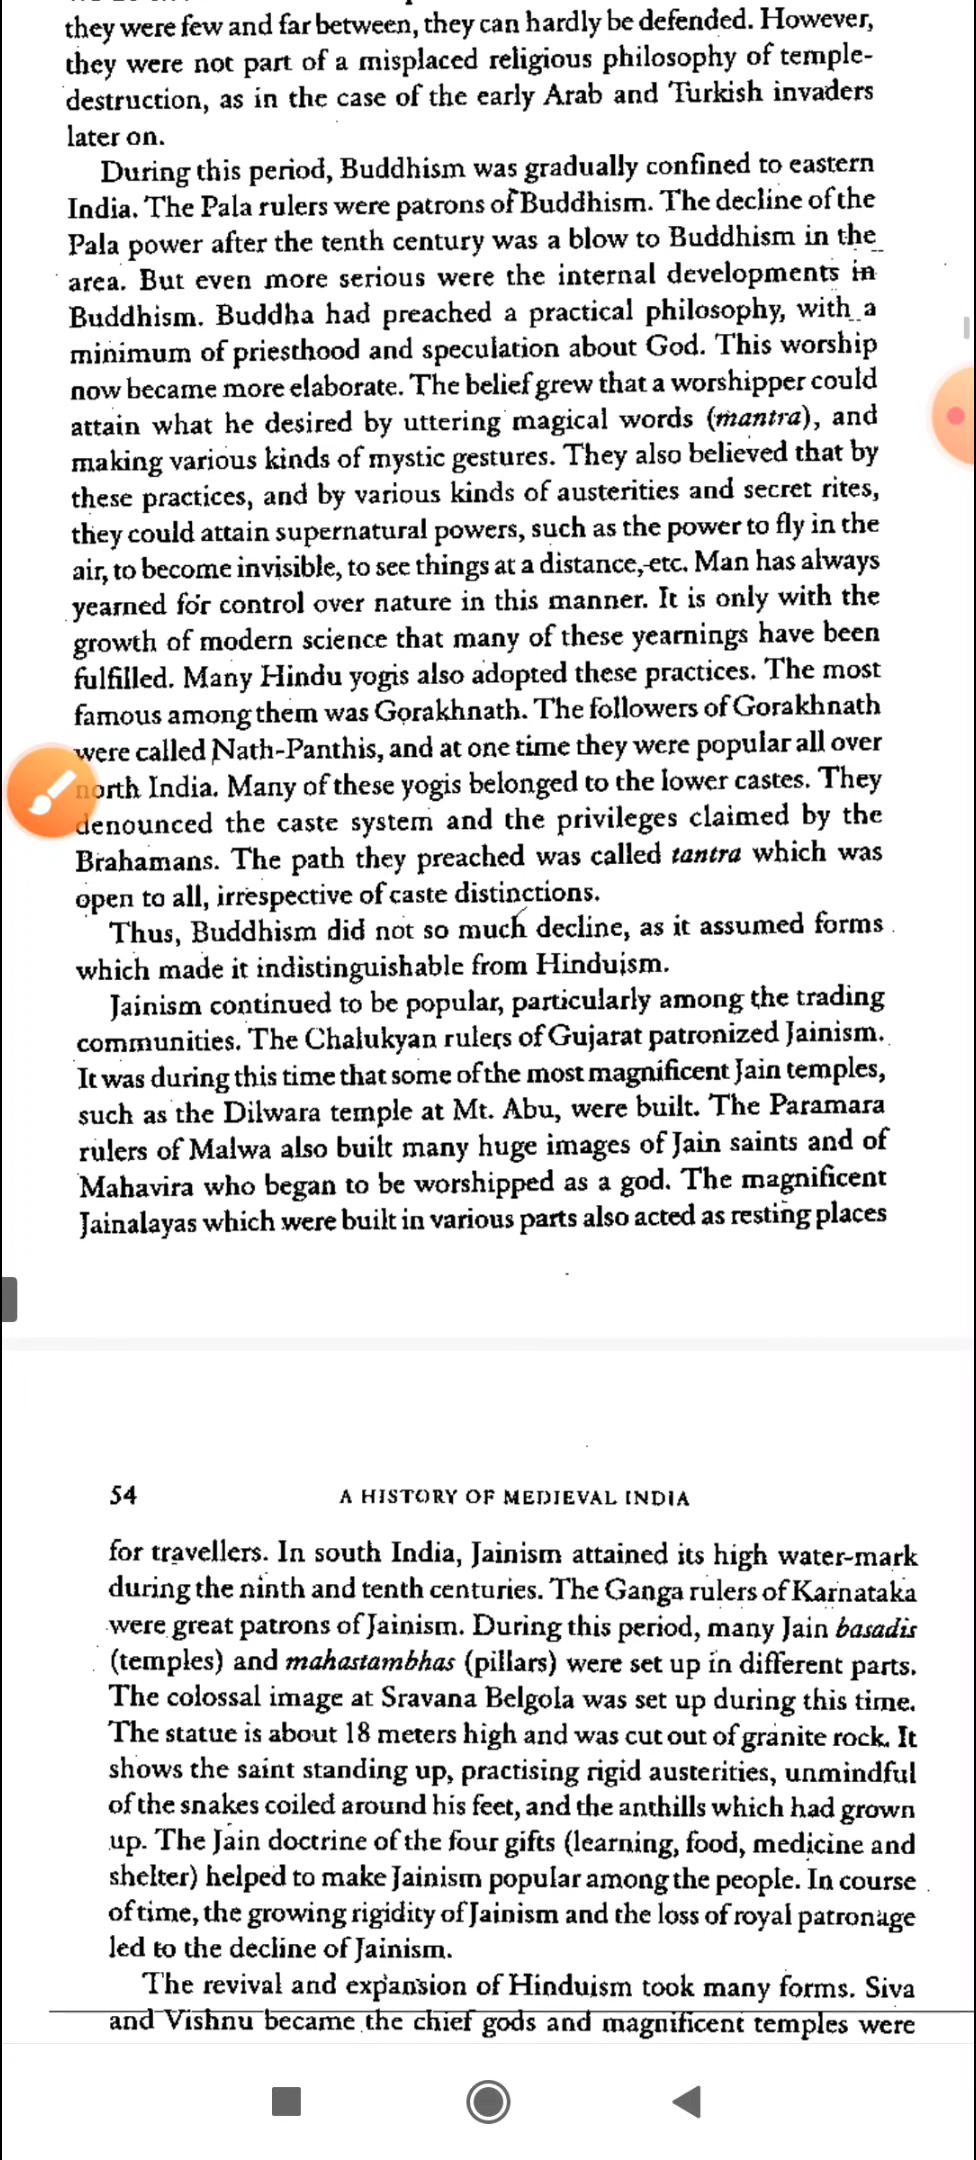 they were few and far between, they can hardly be defended. However,
they were not part of a misplaced religious philosophy of temple-
destruction, as in the case of the early Arab and Turkish invaders
later on.
During this period, Buddhism was gradually confined to eastern
India. The Pala rulers were patrons of Buddhism. The decline of the
Pala power after the tenth century was a blow to Buddhism in the
area. But even more serious were the internal developments in
Buddhism. Buddha had preached a practical philosophy, with a
minimum of priesthood and speculation about God. This worship
now became more elaborate. The belief grew that a worshipper could
attain what he desired by uttering magical words (mantra), and
making various kinds of mystic gestures. They also believed that by
these practices, and by various kinds of austerities and secret rites,
they could attain supernatural powers, such as the power to fly in the
air, to become invisible, to see things at a distance, etc. Man has always
yearned for control over nature in this manner. It is only with the
growth of modern science that many of these yearnings have been
fulfilled. Many Hindu yogis also adopted these practices. The most
famous among them was Gorakhnath. The followers of Gorakhnath
were called Nath-Panthis, and at one time they were popular all over
north India. Many of these yogis belonged to the lower castes. They
denounced the caste system and the privileges claimed by the
Brahamans. The path they preached was called tantra which was
open to all, irrespective of caste distinctions.
Thus, Buddhism did not so much decline, as it assumed forms
which made it indistinguishable from Hinduism.
Jainism continued to be popular, particularly among the trading
communities. The Chalukyan rulers of Gujarat patronized Jainism.
It was during this time that some of the most magnificent Jain temples,
such as the Dilwara temple at Mt. Abu, were built. The Paramara
rulers of Malwa also built many huge images of Jain saints and of
Mahavira who began to be worshipped as a god. The magnificent
Jainalayas which were built in various parts also acted as resting places
54 A HISTORY OF MEDIEVAL INDIA
for travellers. In south India, Jainism attained its high water-mark
during the ninth and tenth centuries. The Ganga rulers of Karnataka
were great patrons of Jainism. During this period, many Jain basadis
(temples) and mahastambhas (pillars) were set up in different parts.
The colossal image at Sravana Belgola was set up during this time.
The statue is about 18 meters high and was cut out of granite rock. It
shows the saint standing up, practising rigid austerities, unmindful
of the snakes coiled around his feet, and the anthills which had grown
up. The Jain doctrine of the four gifts (learning, food, medicine and
shelter) helped to make Jainism popular among the people. In course
of time, the growing rigidity of Jainism and the loss of royal patronage
led to the decline of Jainism.
The revival and expansion of Hinduism took many forms. Siva
and Vishnu became the chief gods and magnificent temples were